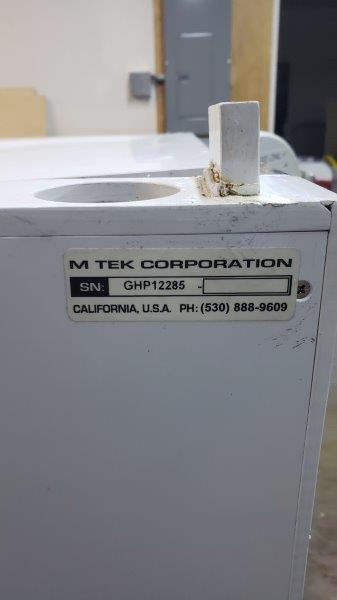 M TEK CORPORATION
SN: GHP12285 -
CALIFORNIA, U.S.A. PH: (530) 888-9609